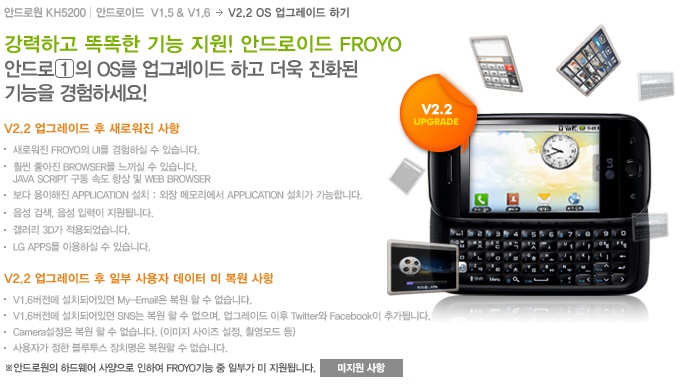 안드로원 KH5200 | 안드로이드 V1.5 & V1.6 → V2.2 OS 업그레이드 하기
강력하고 똑똑한 기능 지원! 안드로이드 FROYO
안드로1의 OS를 업그레이드 하고 더욱 진화된
기능을 경험하세요!
V2.2
UPGRADE
LG
V2.2 업그레이드 후 새로워진 사항
· 새로워진 FROYO의 UI를 경험하실 수 있습니다.
· 훨씬 좋아진 BROWSER를 느끼실 수 있습니다.
JAVA SCRIPT 구동 속도 향상 및 WEB BROWSER
· 보다 용이해진 APPLICATION 설치 : 외장 메모리에서 APPLICATION 설치가 가능합니다.
· 음성 검색, 음성 입력이 지원됩니다.
· 갤러리 3D가 적용되었습니다.
· LG APPS를 이용하실 수 있습니다.
V2.2 업그레이드 후 일부 사용자 데이터 미 복원 사항
· V1.6버전에 설치되어있던 My-Email은 복원 할 수 없습니다.
· V1.6버전에 설치되어있던 SNS는 복원 할 수 없으며, 업그레이드 이후 Twitter와 Facebook이 추가됩니다.
· Camera설정은 복원 할 수 없습니다. (이미지 사이즈 설정, 촬영모드 등)
· 사용자가 정한 블루투스 장치명은 복원할 수 없습니다.
※안드로원의 하드웨어 사양으로 인하여 FROYO기능 중 일부가 미 지원됩니다. 미지원 사항